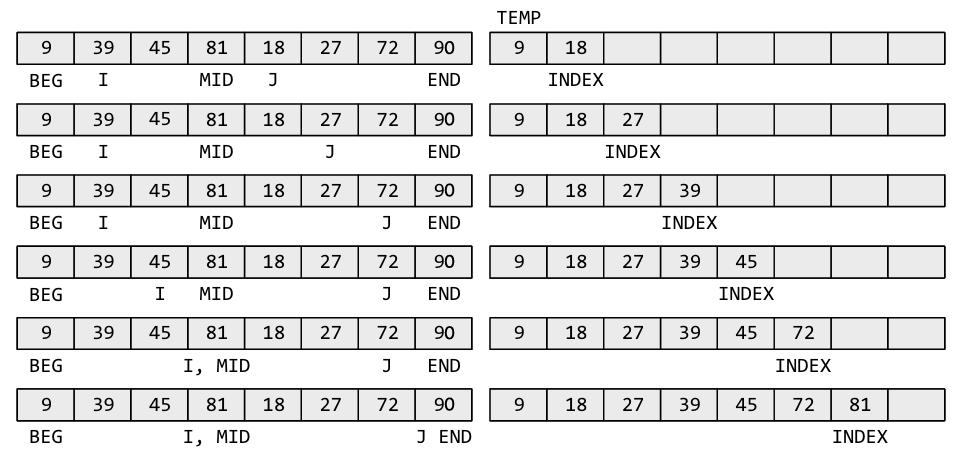 TEMP
9 39 45 81 18 27 72 90 9 18
BEG I MID J END INDEX
9 39 45 81 18 27 72 90 9 18 27
BEG I MID J END INDEX
9 39 45 81 18 27 72 90 9 18 27 39
BEG I MID J END INDEX
9 39 45 81 18 27 72 90 9 18 27 39 45
BEG I MID J END INDEX
9 39 45 81 18 27 72 90 9 18 27 39 45 72
BEG I, MID J END INDEX
9 39 45 81 18 27 72 90 9 18 27 39 45 72 81
BEG I, MID J END INDEX